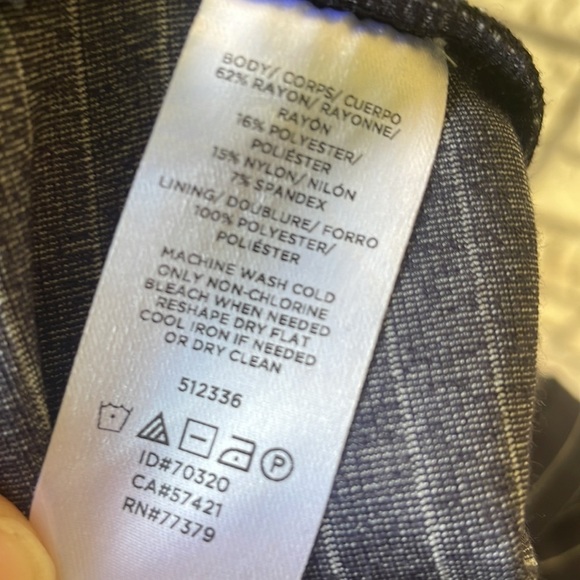 BODY/ CORPS/ CUERPO
62% RAYON/ RAYONNE/
RAYÓN
16% POLYESTER/
POLIÉSTER
15% NYLON/ NILÓN
7% SPANDEX
LINING/ DOUBLURE/ FORRO
100% POLYESTER/
POLIÉSTER
MACHINE WASH COLD
ONLY NON-CHLORINE
BLEACH WHEN NEEDED
RESHAPE DRY FLAT
COOL IRON IF NEEDED
OR DRY CLEAN
512336
P
ID#70320
CA#57421
RN#77379